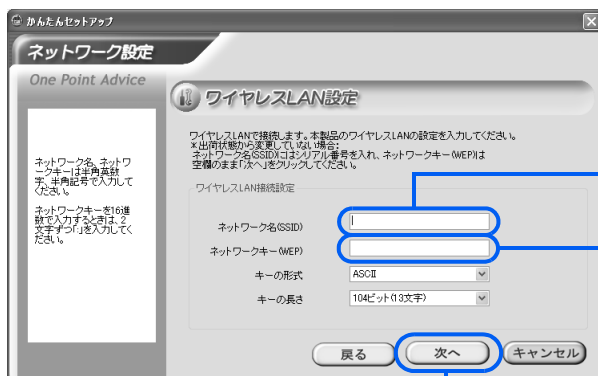 かんたんセットアップ
ネットワーク設定
One Point Advice
ネットワーク名、ネットワ
ークキーは半角英数
字、半角記号で入力して
ください。
ネットワークキーを16進
数で入力するときは、2
文字ずつ「:」を入力してく
ださい。
ワイヤレスLAN設定
ワイヤレスLANで接続します。本製品のワイヤレスLANの設定を入力してください。
※出荷状態から変更していない場合:
ネットワーク名(SSID)にはシリアル番号を入れ、ネットワークキー(WEP)は
空欄のまま「次へ」をクリックしてください。
ワイヤレスLAN接続設定
ネットワーク名(SSID)
ネットワークキー(WEP)
キーの形式 ASCII
キーの長さ 104ビット(13文字)
戻る 次へ キャンセル